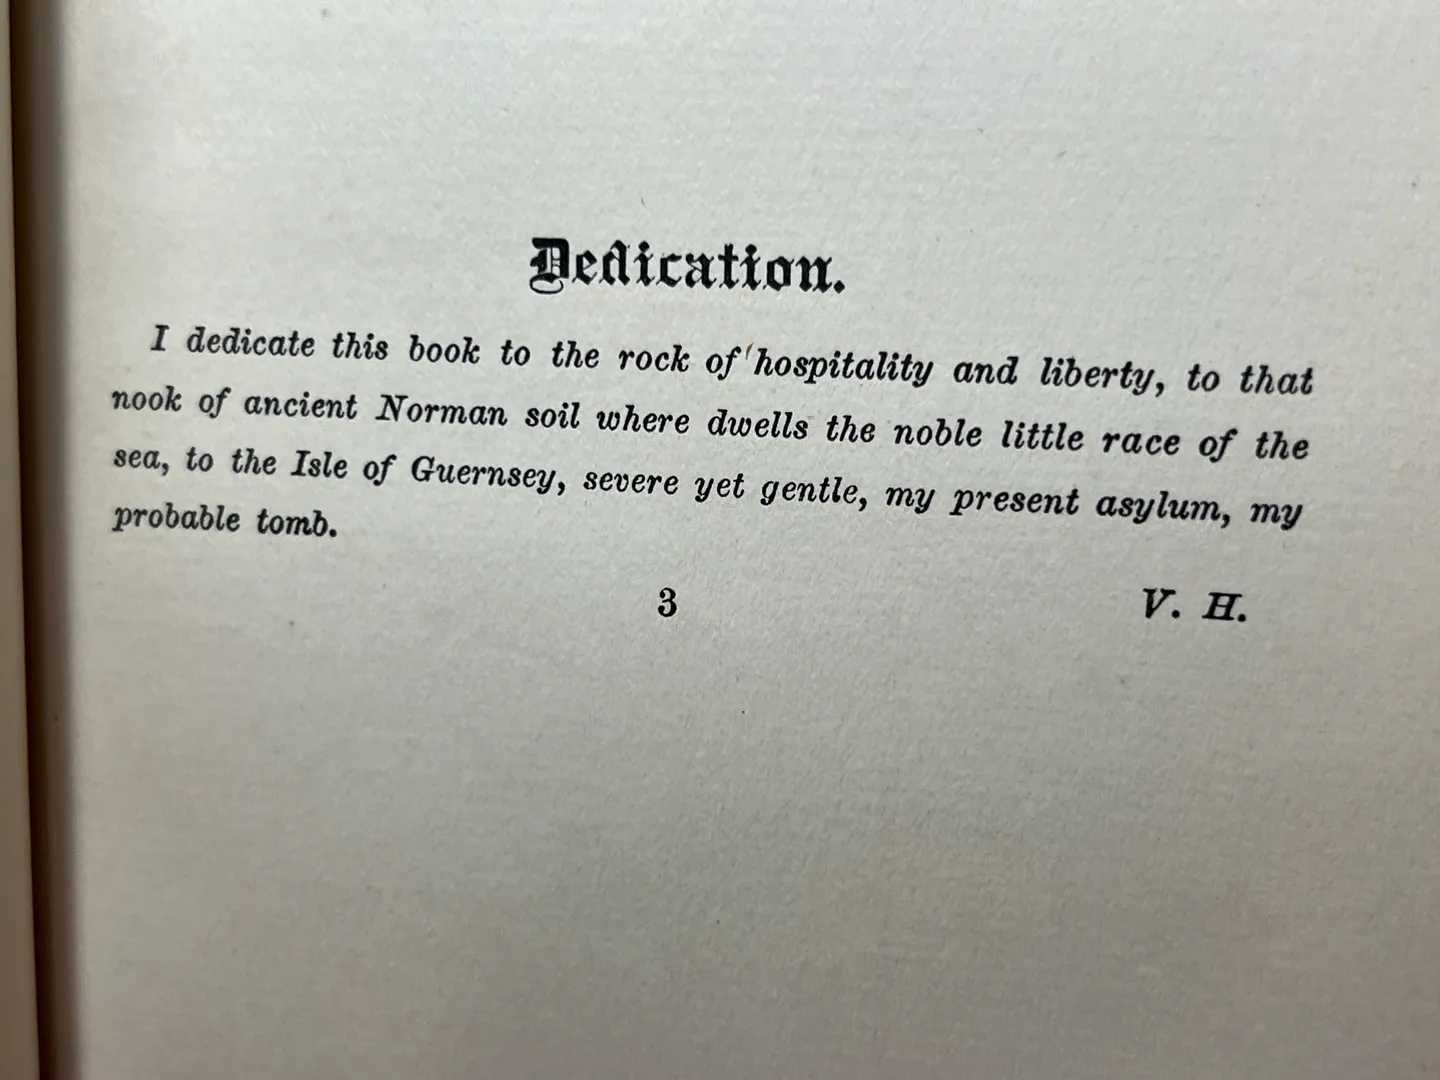 Dedication.
I dedicate this book to the rock of hospitality and liberty, to that
nook of ancient Norman soil where dwells the noble little race of the
sea, to the Isle of Guernsey, severe yet gentle, my present asylum, my
probable tomb.
3 V. H.